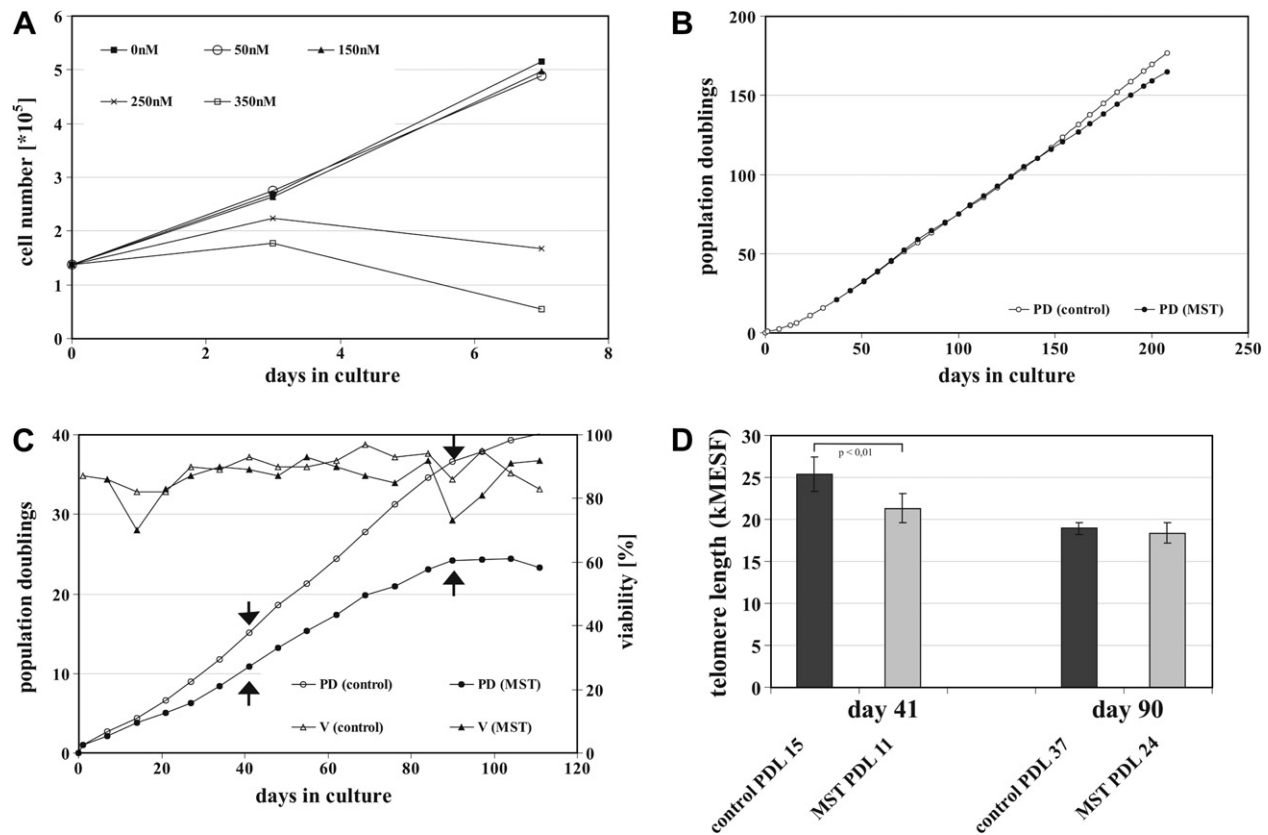 A
6
5
4
3
2
1
0
cell number [*10⁵]
0nM 50nM 150nM
250nM 350nM
0 2 4 6 8
days in culture
B
200
150
100
50
0
population doublings
PD (control) PD (MST)
0 50 100 150 200 250
days in culture
C
40
30
20
10
0
population doublings
100
80
60
40
20
0
viability [%]
PD (control) PD (MST)
V (control) V (MST)
0 20 40 60 80 100 120
days in culture
D
30
25
20
15
10
5
0
telomere length (kMESF)
p < 0,01
day 41 day 90
control PDL 15
MST PDL 11
control PDL 37
MST PDL 24